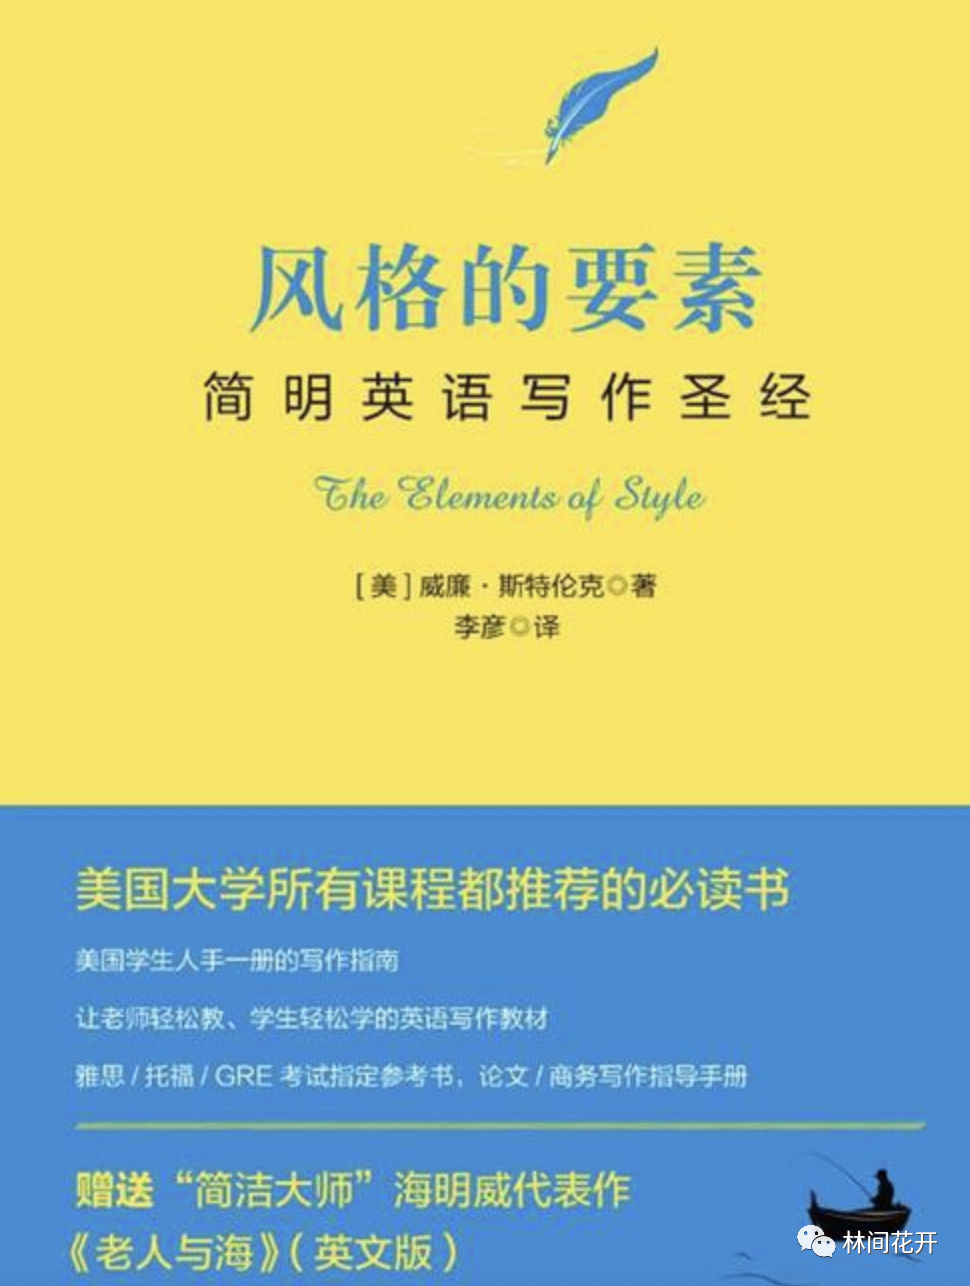 风格的要素
简明英语写作圣经
The Elements of Style
[美]威廉·斯特伦克◎著
李彦◎译
美国大学所有课程都推荐的必读书
美国学生人手一册的写作指南
让老师轻松教、学生轻松学的英语写作教材
雅思/托福/GRE 考试指定参考书，论文/商务写作指导手册
赠送“简洁大师”海明威代表作
《老人与海》（英文版）
林间花开